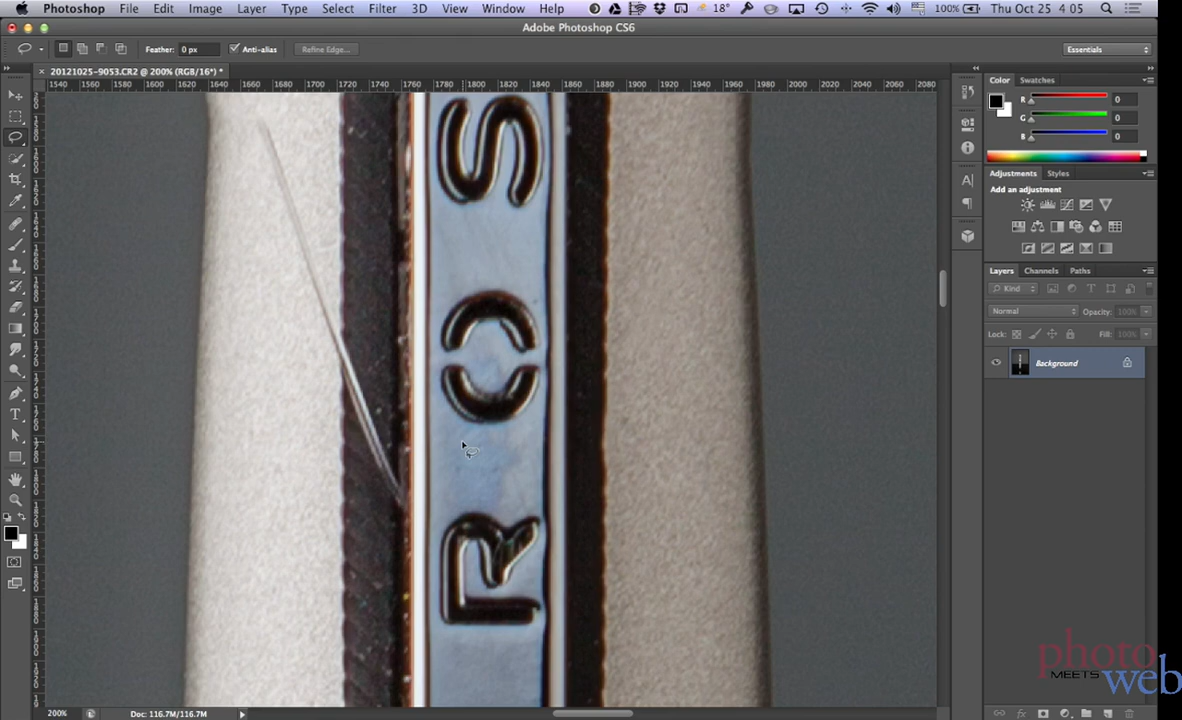 Photoshop File Edit Image Layer Type Select Filter 3D View Window Help 18° 100% Thu Oct 25 4 05
Adobe Photoshop CS6
Feather: 0 px Anti-alias Refine Edge... Essentials
20121025-9053.CR2 @ 200% (RGB/16*) *
1540 1560 1580 1600 1620 1640 1660 1680 1700 1720 1740 1760 1780 1800 1820 1840 1860 1880 1900 1920 1940 1960 1980 2000 2020 2040 2060 2080
Color Swatches
R 0
G 0
B 0
Adjustments Styles
Add an adjustment
Layers Channels Paths
Kind
Normal Opacity: 100%
Lock: Fill: 100%
Background
S
R
200% Doc: 116.7M/116.7M
photo
MEETS
web